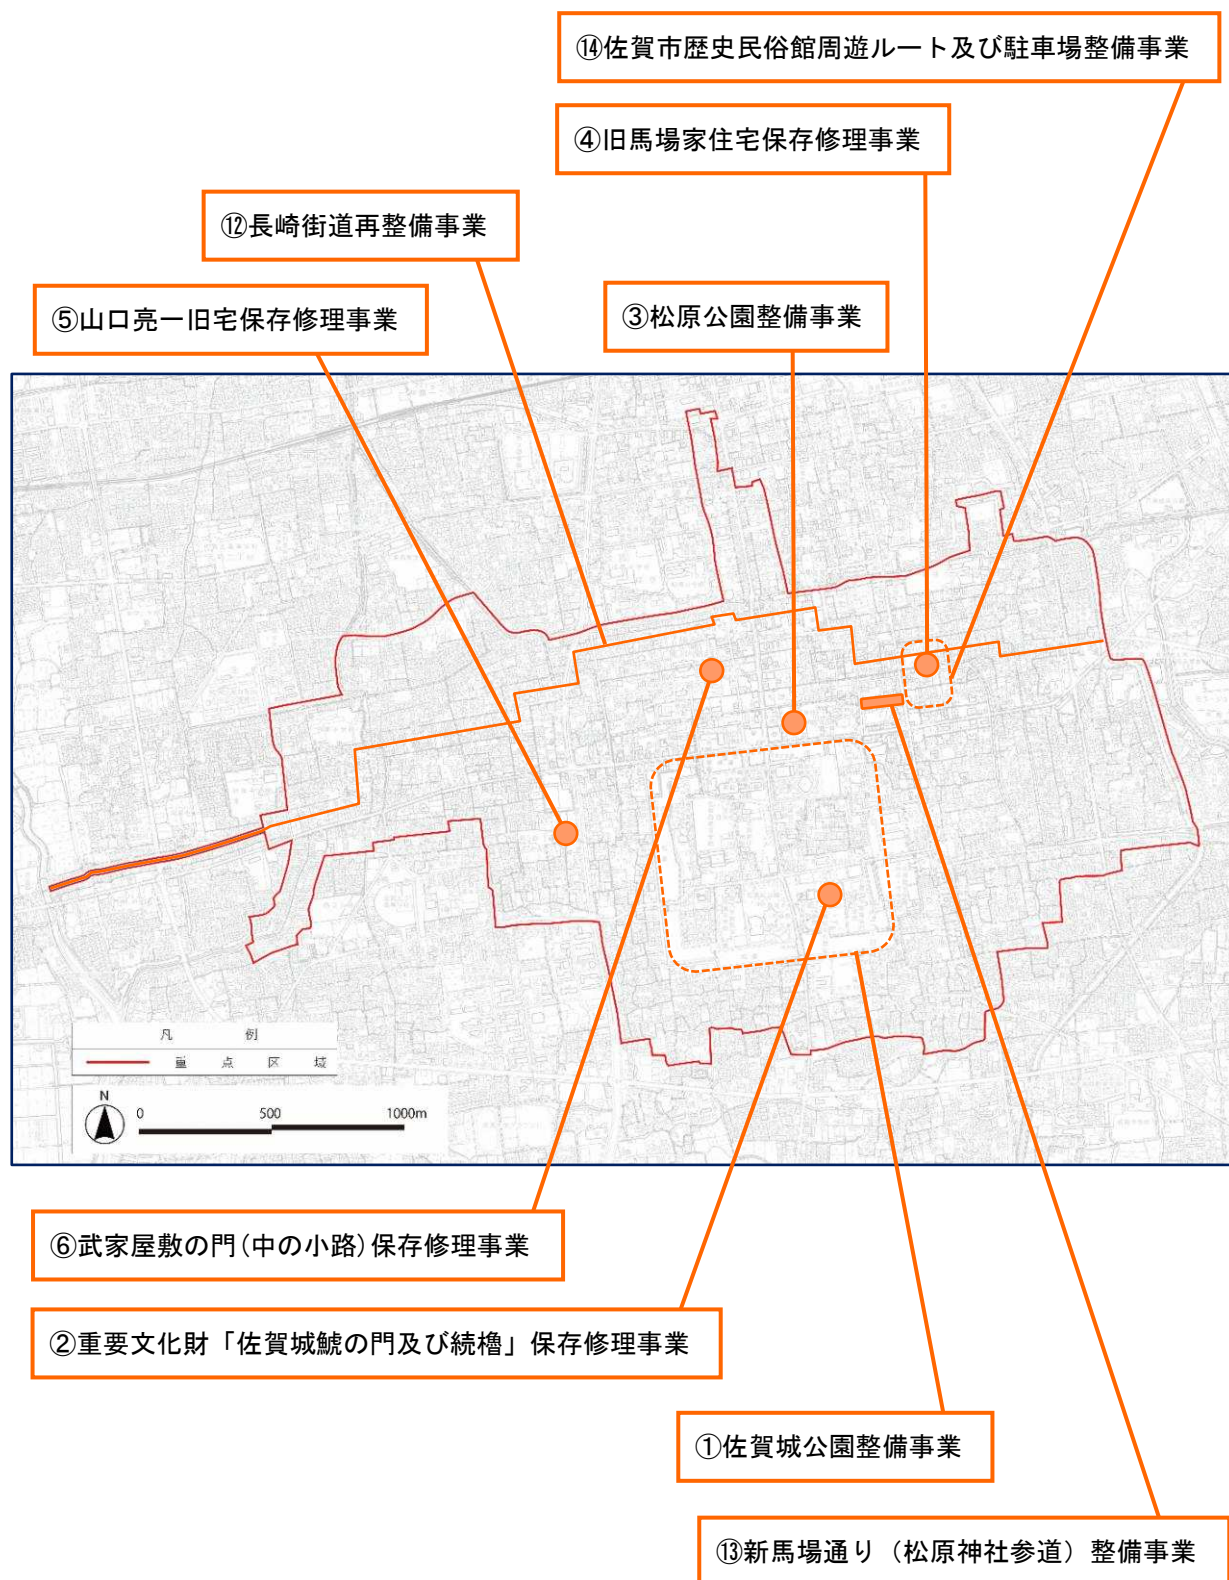 ⑭佐賀市歴史民俗館周遊ルート及び駐車場整備事業
④旧馬場家住宅保存修理事業
⑫長崎街道再整備事業
③松原公園整備事業
⑤山口亮一旧宅保存修理事業
凡 例
重 点 区 域
N
0 500 1000m
⑥武家屋敷の門(中の小路)保存修理事業
②重要文化財「佐賀城鯱の門及び続櫓」保存修理事業
①佐賀城公園整備事業
⑬新馬場通り（松原神社参道）整備事業